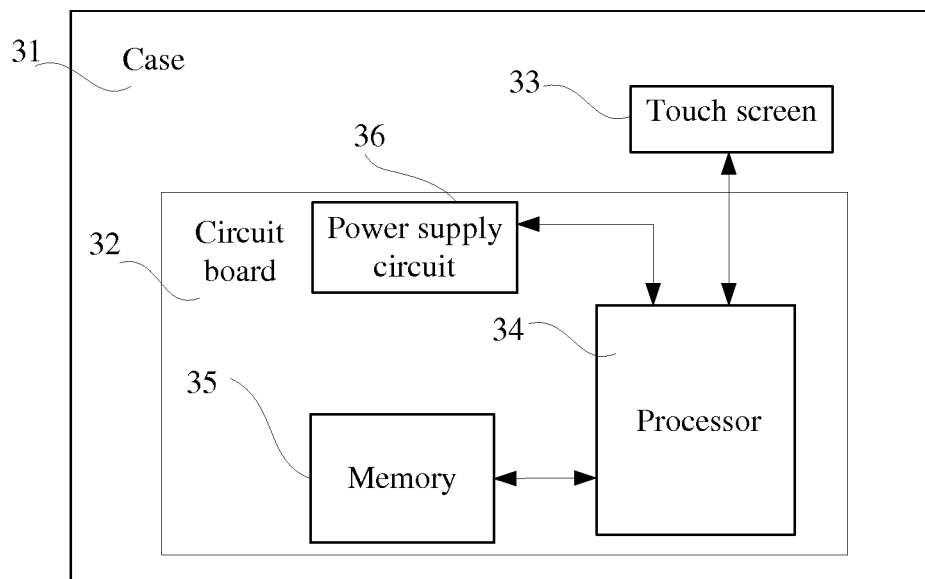 31
Case
33
Touch screen
36
32
Circuit
board
Power supply
circuit
34
Processor
35
Memory